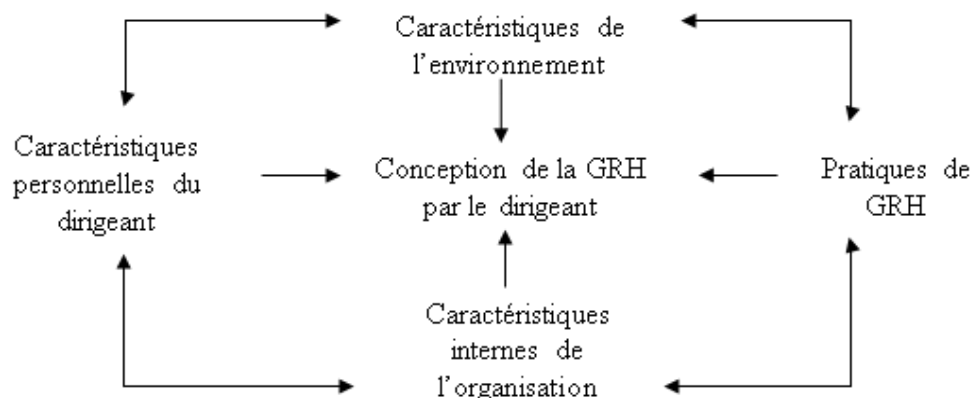 Caractéristiques de
l'environnement
Caractéristiques
personnelles du
dirigeant
Conception de la GRH
par le dirigeant
Pratiques de
GRH
Caractéristiques
internes de
l'organisation